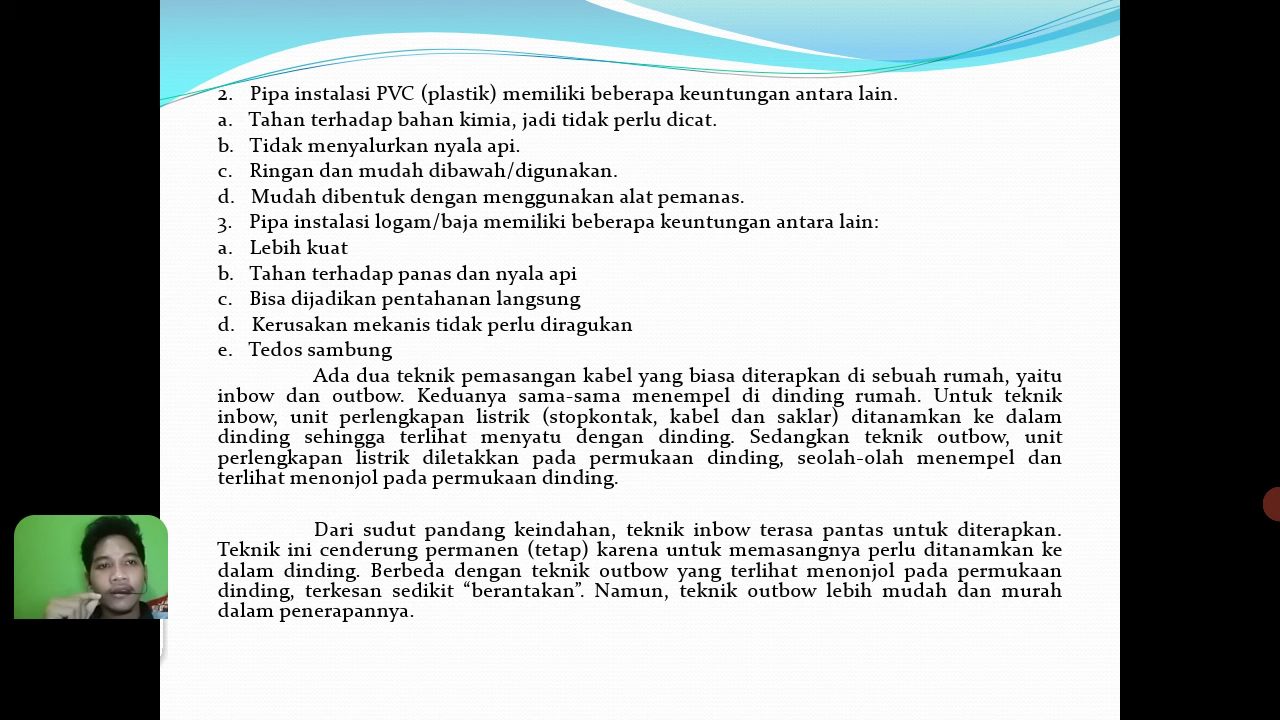 2. Pipa instalasi PVC (plastik) memiliki beberapa keuntungan antara lain.
a. Tahan terhadap bahan kimia, jadi tidak perlu dicat.
b. Tidak menyalurkan nyala api.
c. Ringan dan mudah dibawah/digunakan.
d. Mudah dibentuk dengan menggunakan alat pemanas.
3. Pipa instalasi logam/baja memiliki beberapa keuntungan antara lain:
a. Lebih kuat
b. Tahan terhadap panas dan nyala api
c. Bisa dijadikan pentahanan langsung
d. Kerusakan mekanis tidak perlu diragukan
e. Tedos sambung
Ada dua teknik pemasangan kabel yang biasa diterapkan di sebuah rumah, yaitu
inbow dan outbow. Keduanya sama-sama menempel di dinding rumah. Untuk teknik
inbow, unit perlengkapan listrik (stopkontak, kabel dan saklar) ditanamkan ke dalam
dinding sehingga terlihat menyatu dengan dinding. Sedangkan teknik outbow, unit
perlengkapan listrik diletakkan pada permukaan dinding, seolah-olah menempel dan
terlihat menonjol pada permukaan dinding.
Dari sudut pandang keindahan, teknik inbow terasa pantas untuk diterapkan.
Teknik ini cenderung permanen (tetap) karena untuk memasangnya perlu ditanamkan ke
dalam dinding. Berbeda dengan teknik outbow yang terlihat menonjol pada permukaan
dinding, terkesan sedikit “berantakan”. Namun, teknik outbow lebih mudah dan murah
dalam penerapannya.